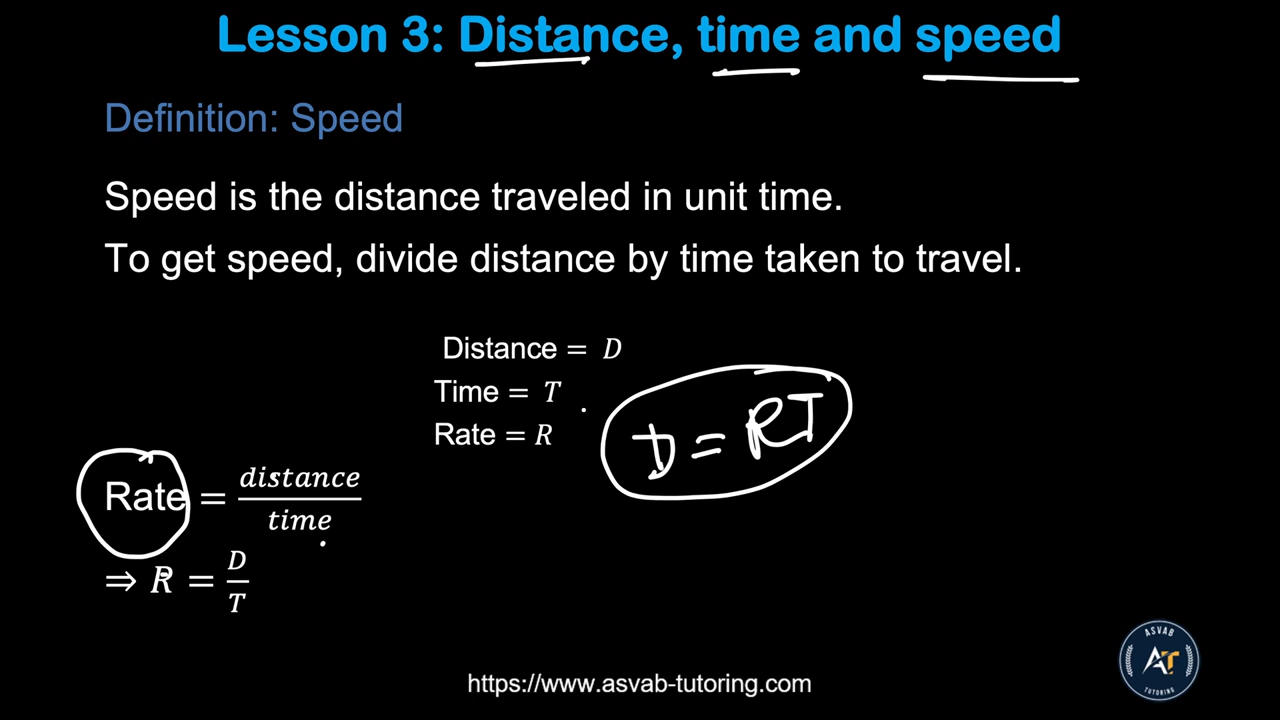 Lesson 3: Distance, time and speed
Definition: Speed
Speed is the distance traveled in unit time.
To get speed, divide distance by time taken to travel.
Distance = D
Time = T
Rate = R
D = RT
Rate = distance/time
⇒ R = D/T
ASVAB
AT
TUTORING
https://www.asvab-tutoring.com